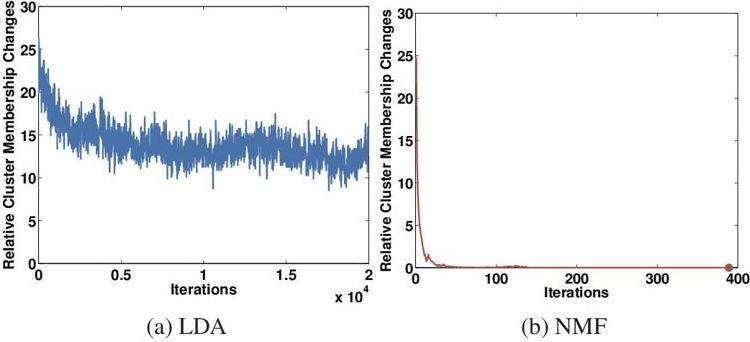 Relative Cluster Membership Changes
30
25
20
15
10
5
0
0 0.5 1 1.5 2
Iterations
x 10^4
(a) LDA
Relative Cluster Membership Changes
30
25
20
15
10
5
0
0 100 200 300 400
Iterations
(b) NMF